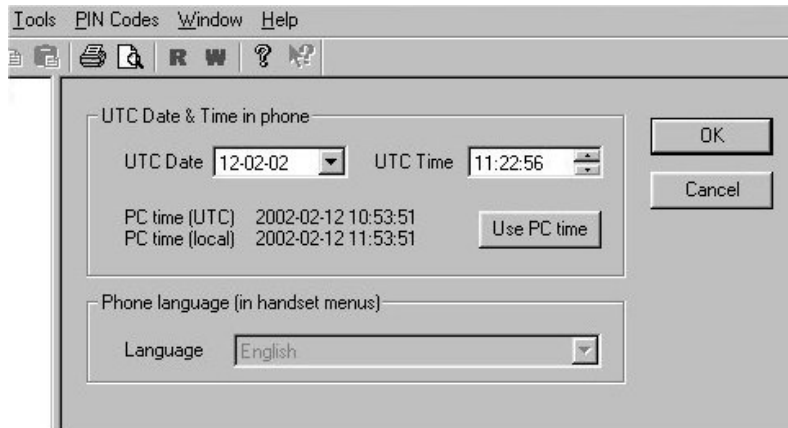 Tools PIN Codes Window Help
R W ? ?
UTC Date & Time in phone
UTC Date 12-02-02 UTC Time 11:22:56
OK
Cancel
PC time (UTC) 2002-02-12 10:53:51
PC time (local) 2002-02-12 11:53:51
Use PC time
Phone language (in handset menus)
Language English